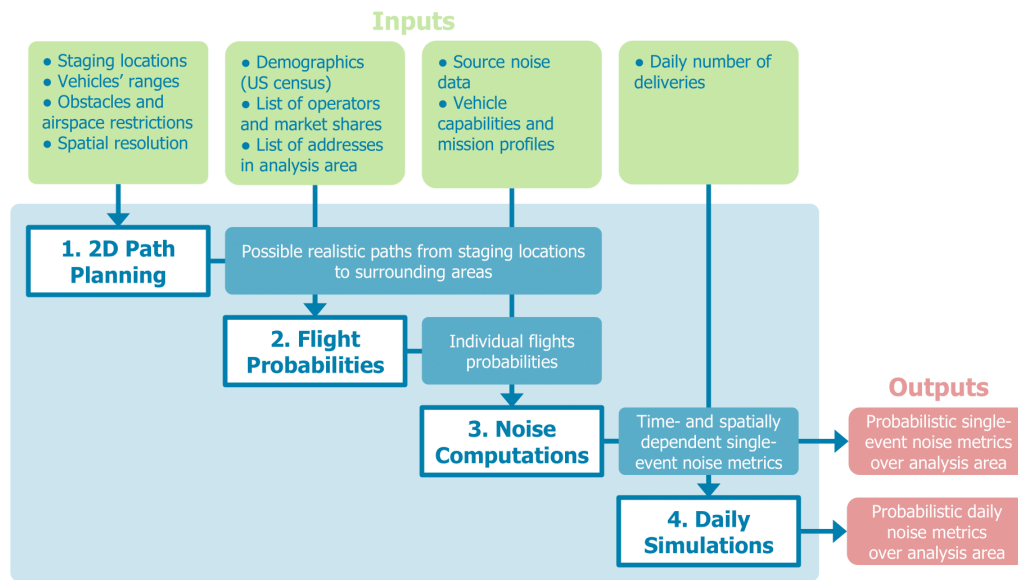 Inputs
● Staging locations
● Vehicles’ ranges
● Obstacles and
airspace restrictions
● Spatial resolution
● Demographics
(US census)
● List of operators
and market shares
● List of addresses
in analysis area
● Source noise
data
● Vehicle
capabilities and
mission profiles
● Daily number of
deliveries
1. 2D Path
Planning
Possible realistic paths from staging locations
to surrounding areas
2. Flight
Probabilities
Individual flights
probabilities
3. Noise
Computations
Time- and spatially
dependent single-
event noise metrics
Outputs
Probabilistic single-
event noise metrics
over analysis area
4. Daily
Simulations
Probabilistic daily
noise metrics
over analysis area